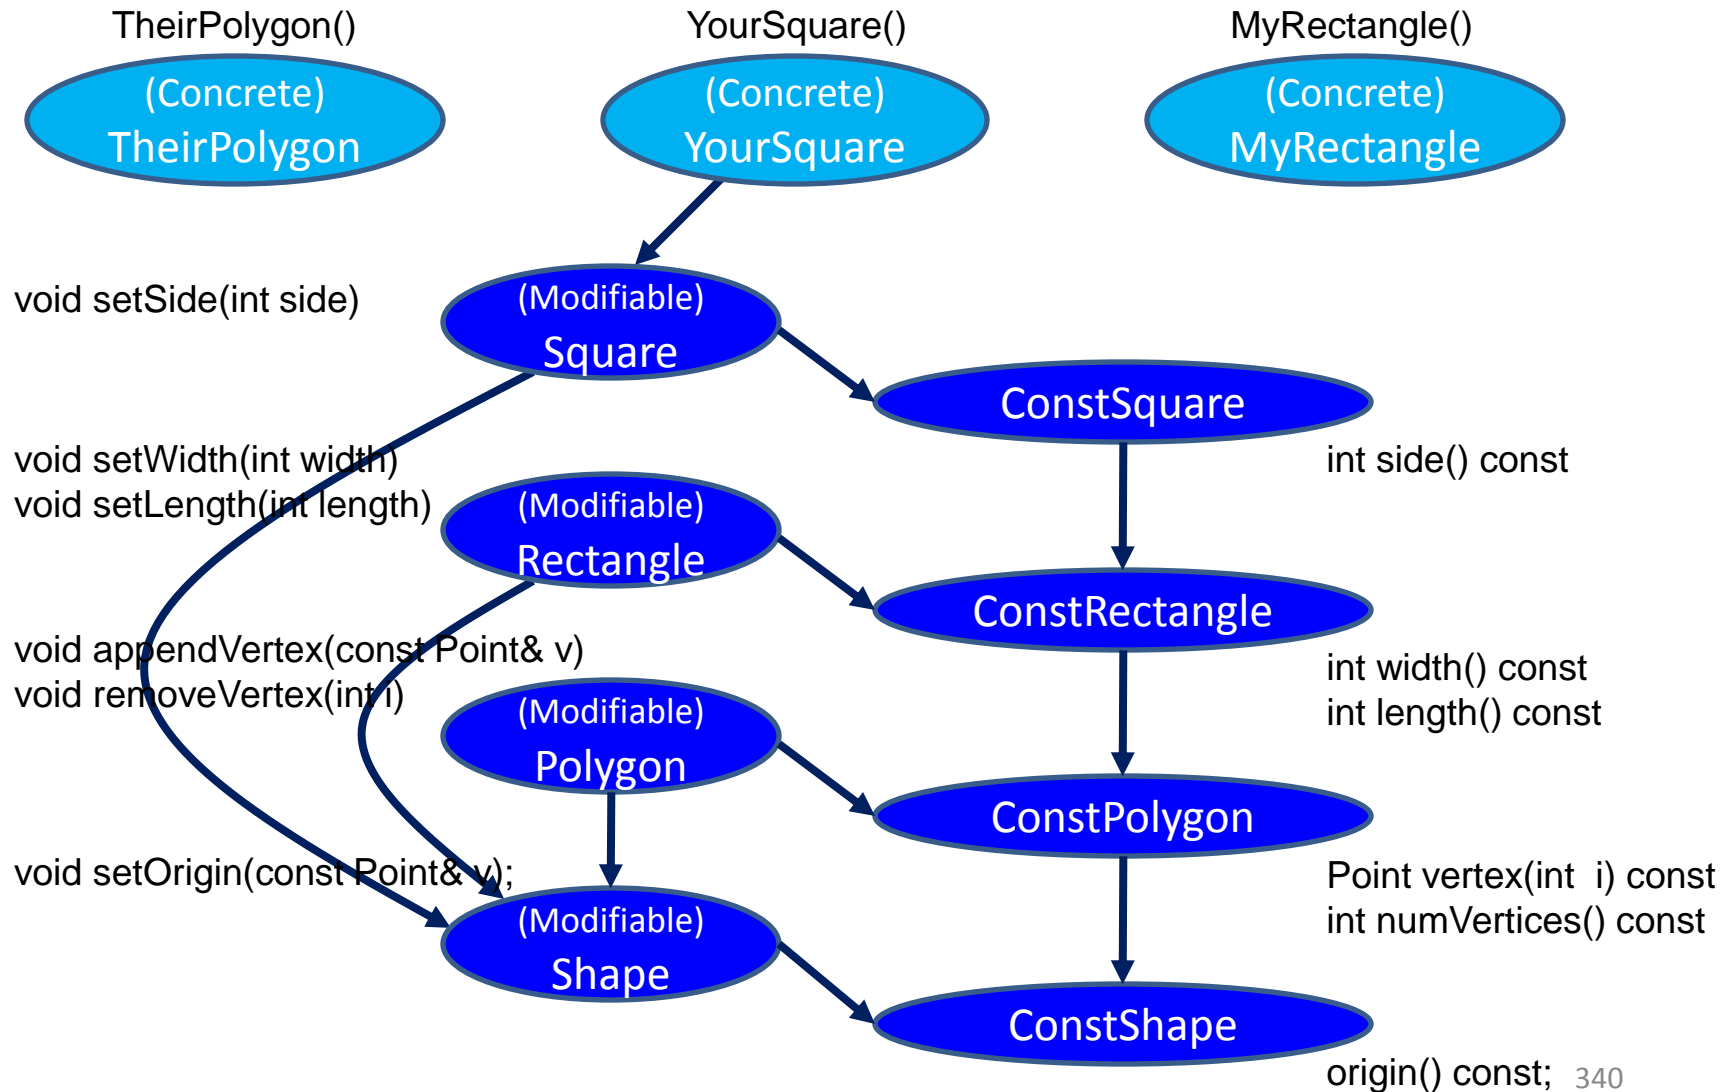 TheirPolygon()
YourSquare()
MyRectangle()
(Concrete)
TheirPolygon
(Concrete)
YourSquare
(Concrete)
MyRectangle
void setSide(int side)
(Modifiable)
Square
ConstSquare
int side() const
void setWidth(int width)
void setLength(int length)
(Modifiable)
Rectangle
ConstRectangle
int width() const
int length() const
void appendVertex(const Point& v)
void removeVertex(int i)
(Modifiable)
Polygon
ConstPolygon
Point vertex(int i) const
int numVertices() const
void setOrigin(const Point& v);
(Modifiable)
Shape
ConstShape
origin() const;
340